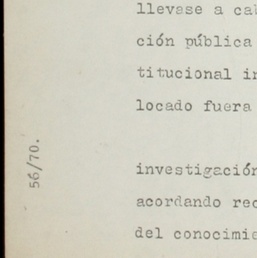 llevase a cab
ción pública
titucional in
locado fuera
investigación
acordando rec
del conocimie
56/70.